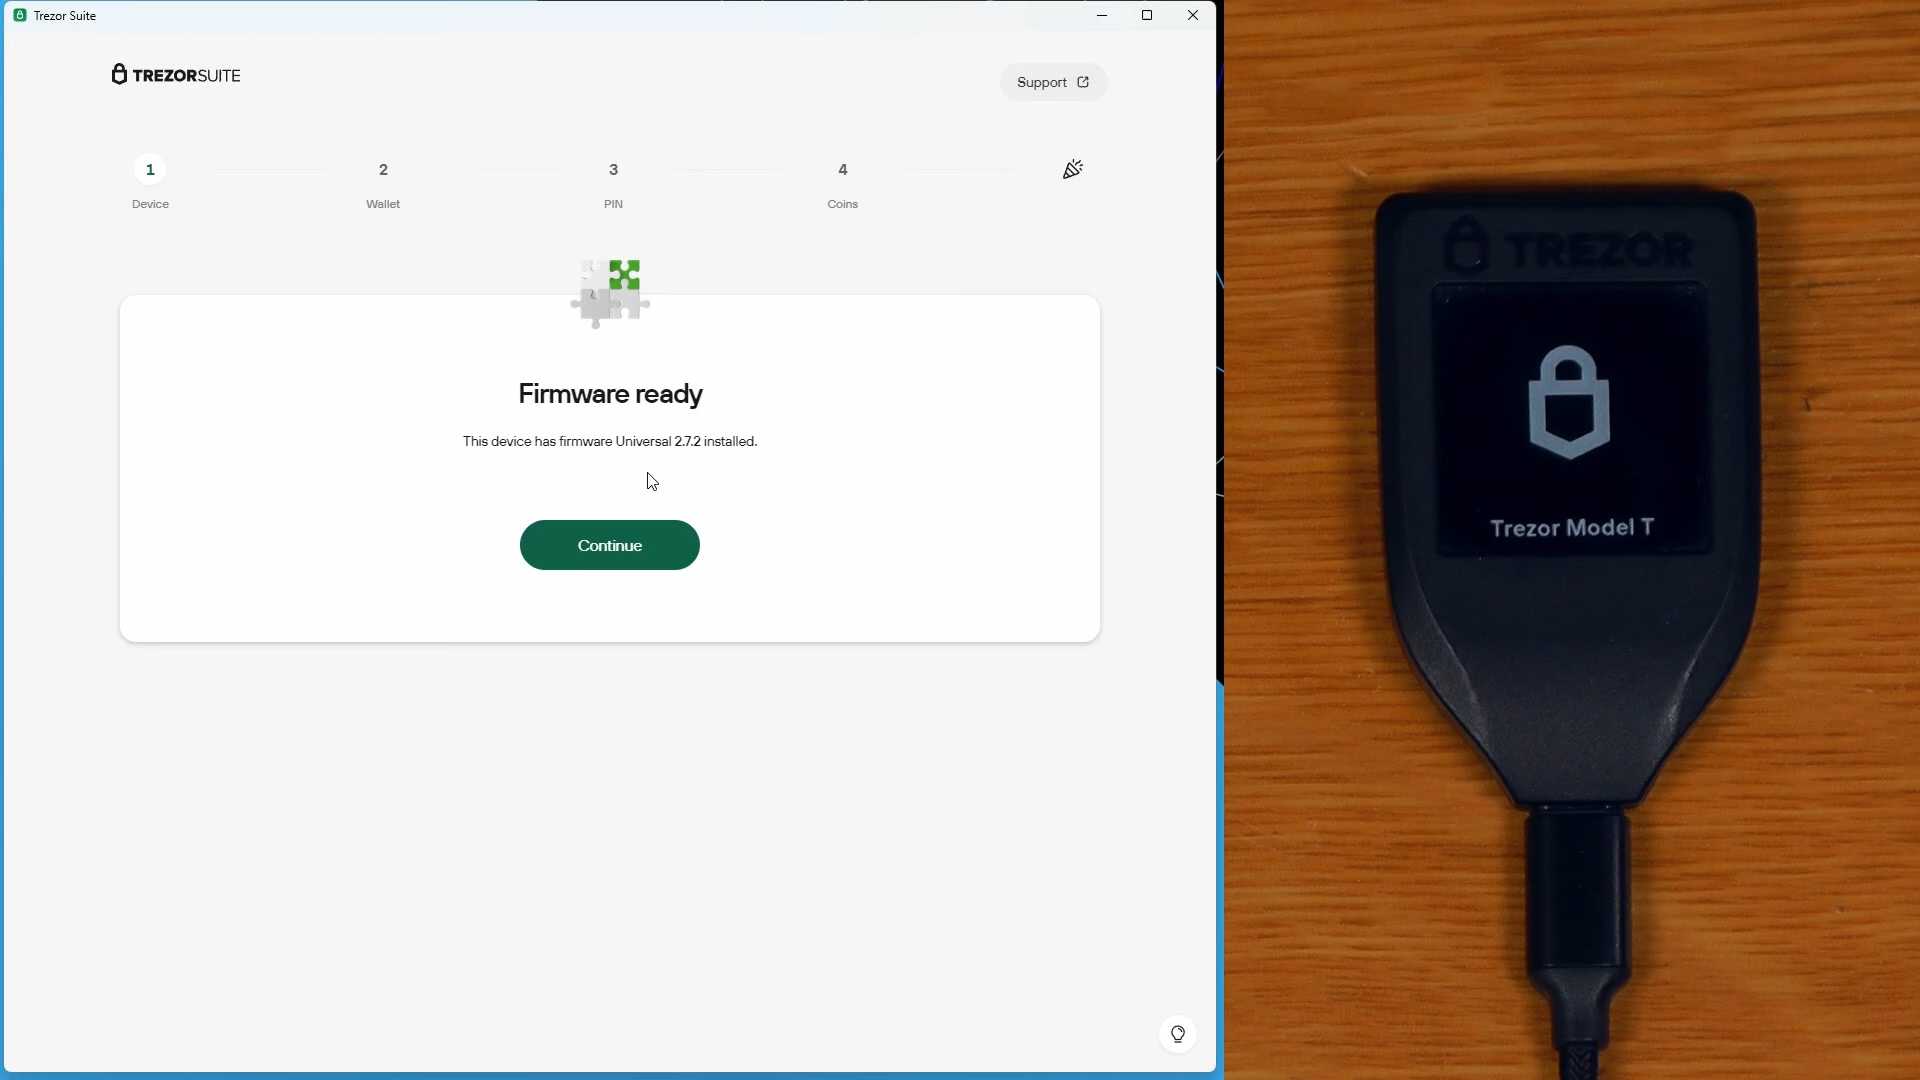 Trezor Suite
TREZORSUITE
Support
1
2
3
4
Device
Wallet
PIN
Coins
Firmware ready
This device has firmware Universal 2.7.2 installed.
Continue
TREZOR
Trezor Model T